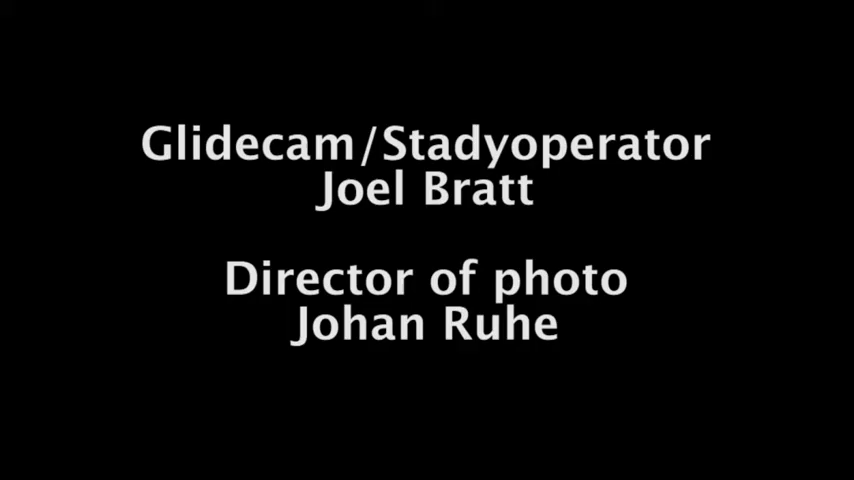 Glidecam/Stadyoperator
Joel Bratt
Director of photo
Johan Ruhe